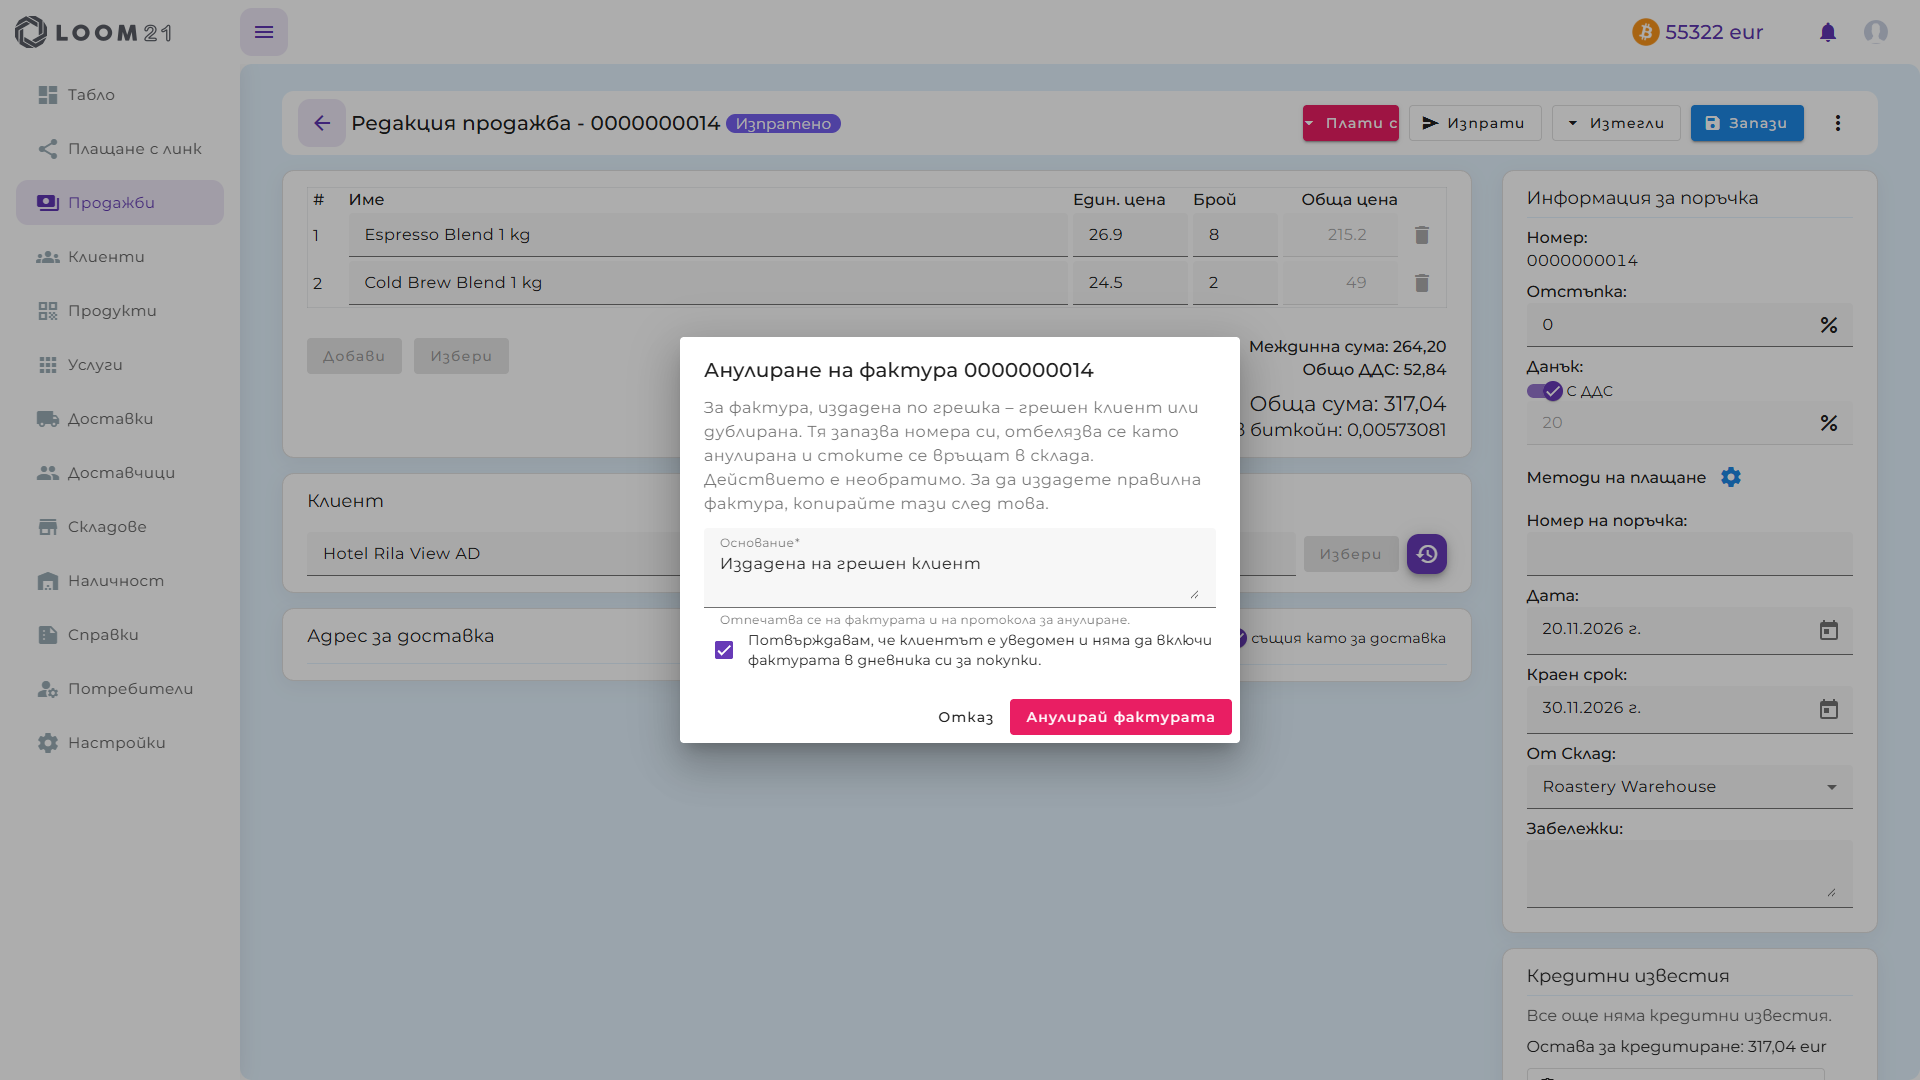 LOOM21
55322 eur
Табло
Плащане с линк
Продажби
Клиенти
Продукти
Услуги
Доставки
Доставчици
Складове
Наличност
Справки
Потребители
Настройки
Редакция продажба - 0000000014 Изпратено
Плати с
Изпрати
Изтегли
Запази
# Име Един. цена Брой Обща цена
1 Espresso Blend 1 kg 26.9 8 215.2
2 Cold Brew Blend 1 kg 24.5 2 49
Добави
Избери
Междинна сума: 264,20
Общо ДДС: 52,84
Обща сума: 317,04
биткойн: 0,00573081
Клиент
Hotel Rila View AD
Избери
Адрес за доставка
същия като за доставка
Анулиране на фактура 0000000014
За фактура, издадена по грешка – грешен клиент или
дублирана. Тя запазва номера си, отбелязва се като
анулирана и стоките се връщат в склада.
Действието е необратимо. За да издадете правилна
фактура, копирайте тази след това.
Основание*
Издадена на грешен клиент
Отпечатва се на фактурата и на протокола за анулиране.
Потвърждавам, че клиентът е уведомен и няма да включи
фактурата в дневника си за покупки.
Отказ
Анулирай фактурата
Информация за поръчка
Номер:
0000000014
Отстъпка:
0 %
Данък:
С ДДС
20 %
Методи на плащане
Номер на поръчка:
Дата:
20.11.2026 г.
Краен срок:
30.11.2026 г.
От Склад:
Roastery Warehouse
Забележки:
Кредитни известия
Все още няма кредитни известия.
Остава за кредитиране: 317,04 eur